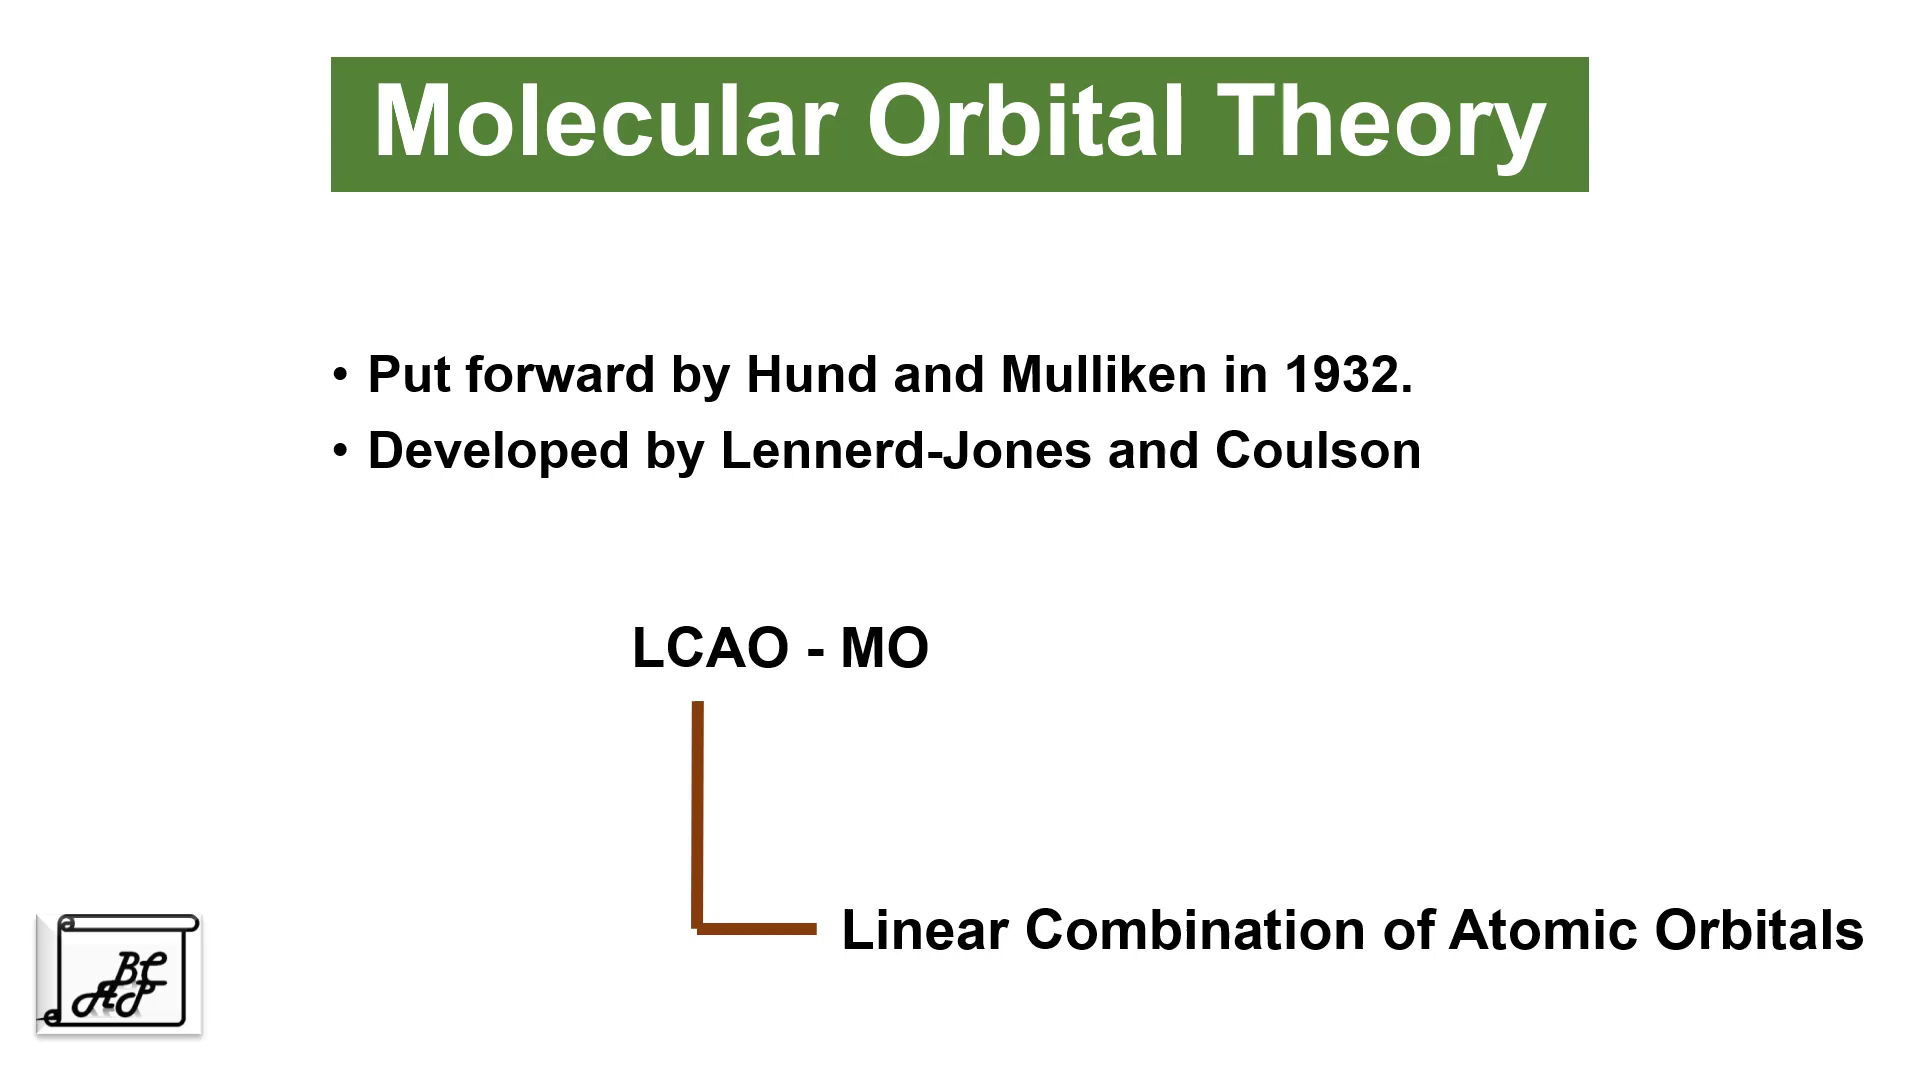 Molecular Orbital Theory
• Put forward by Hund and Mulliken in 1932.
• Developed by Lennerd-Jones and Coulson
LCAO - MO
Linear Combination of Atomic Orbitals